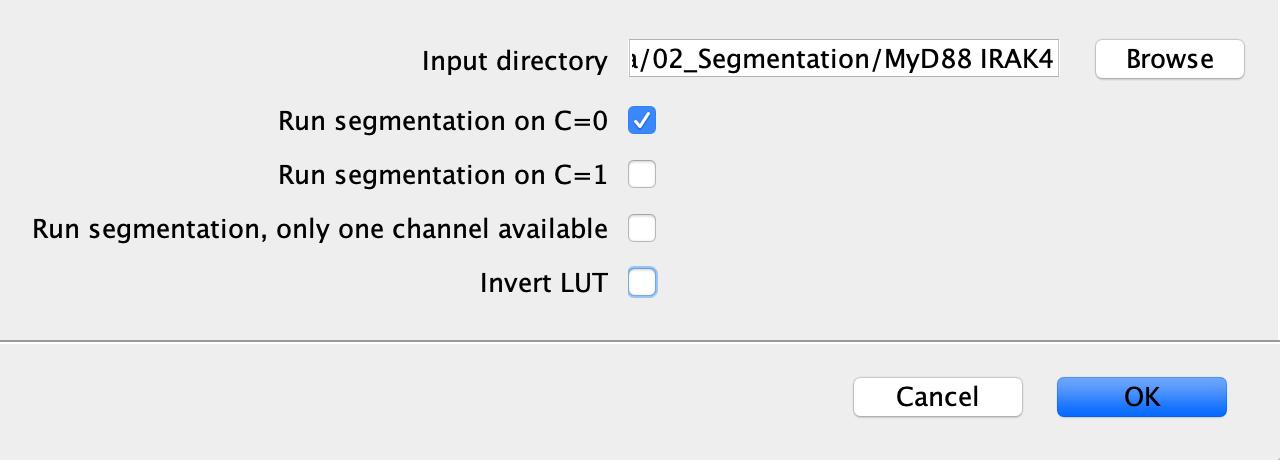 Input directory a/02_Segmentation/MyD88 IRAK4 Browse
Run segmentation on C=0
Run segmentation on C=1
Run segmentation, only one channel available
Invert LUT
Cancel OK